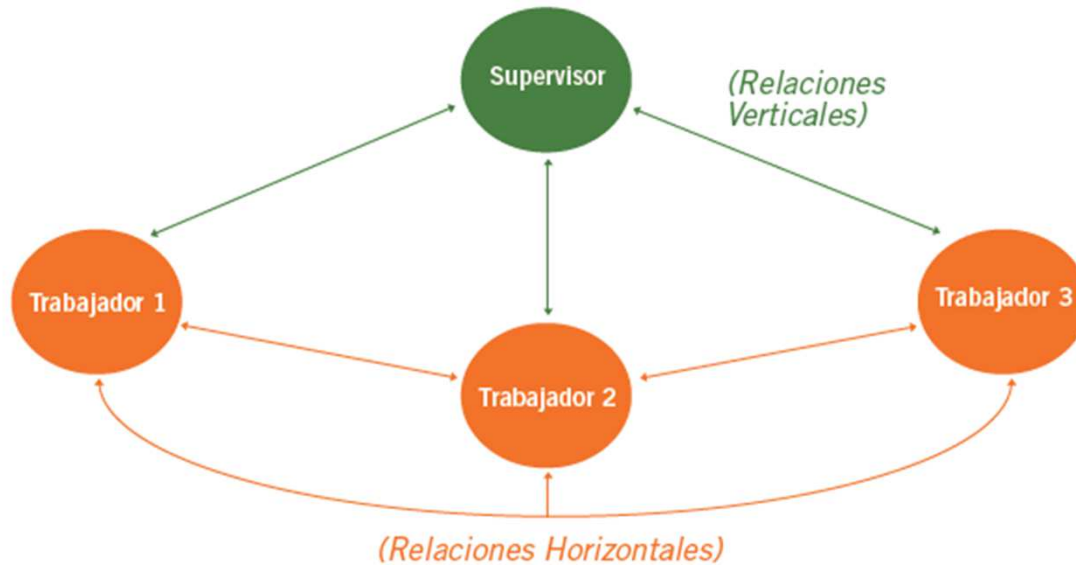 Supervisor
(Relaciones
Verticales)
Trabajador 1
Trabajador 3
Trabajador 2
(Relaciones Horizontales)